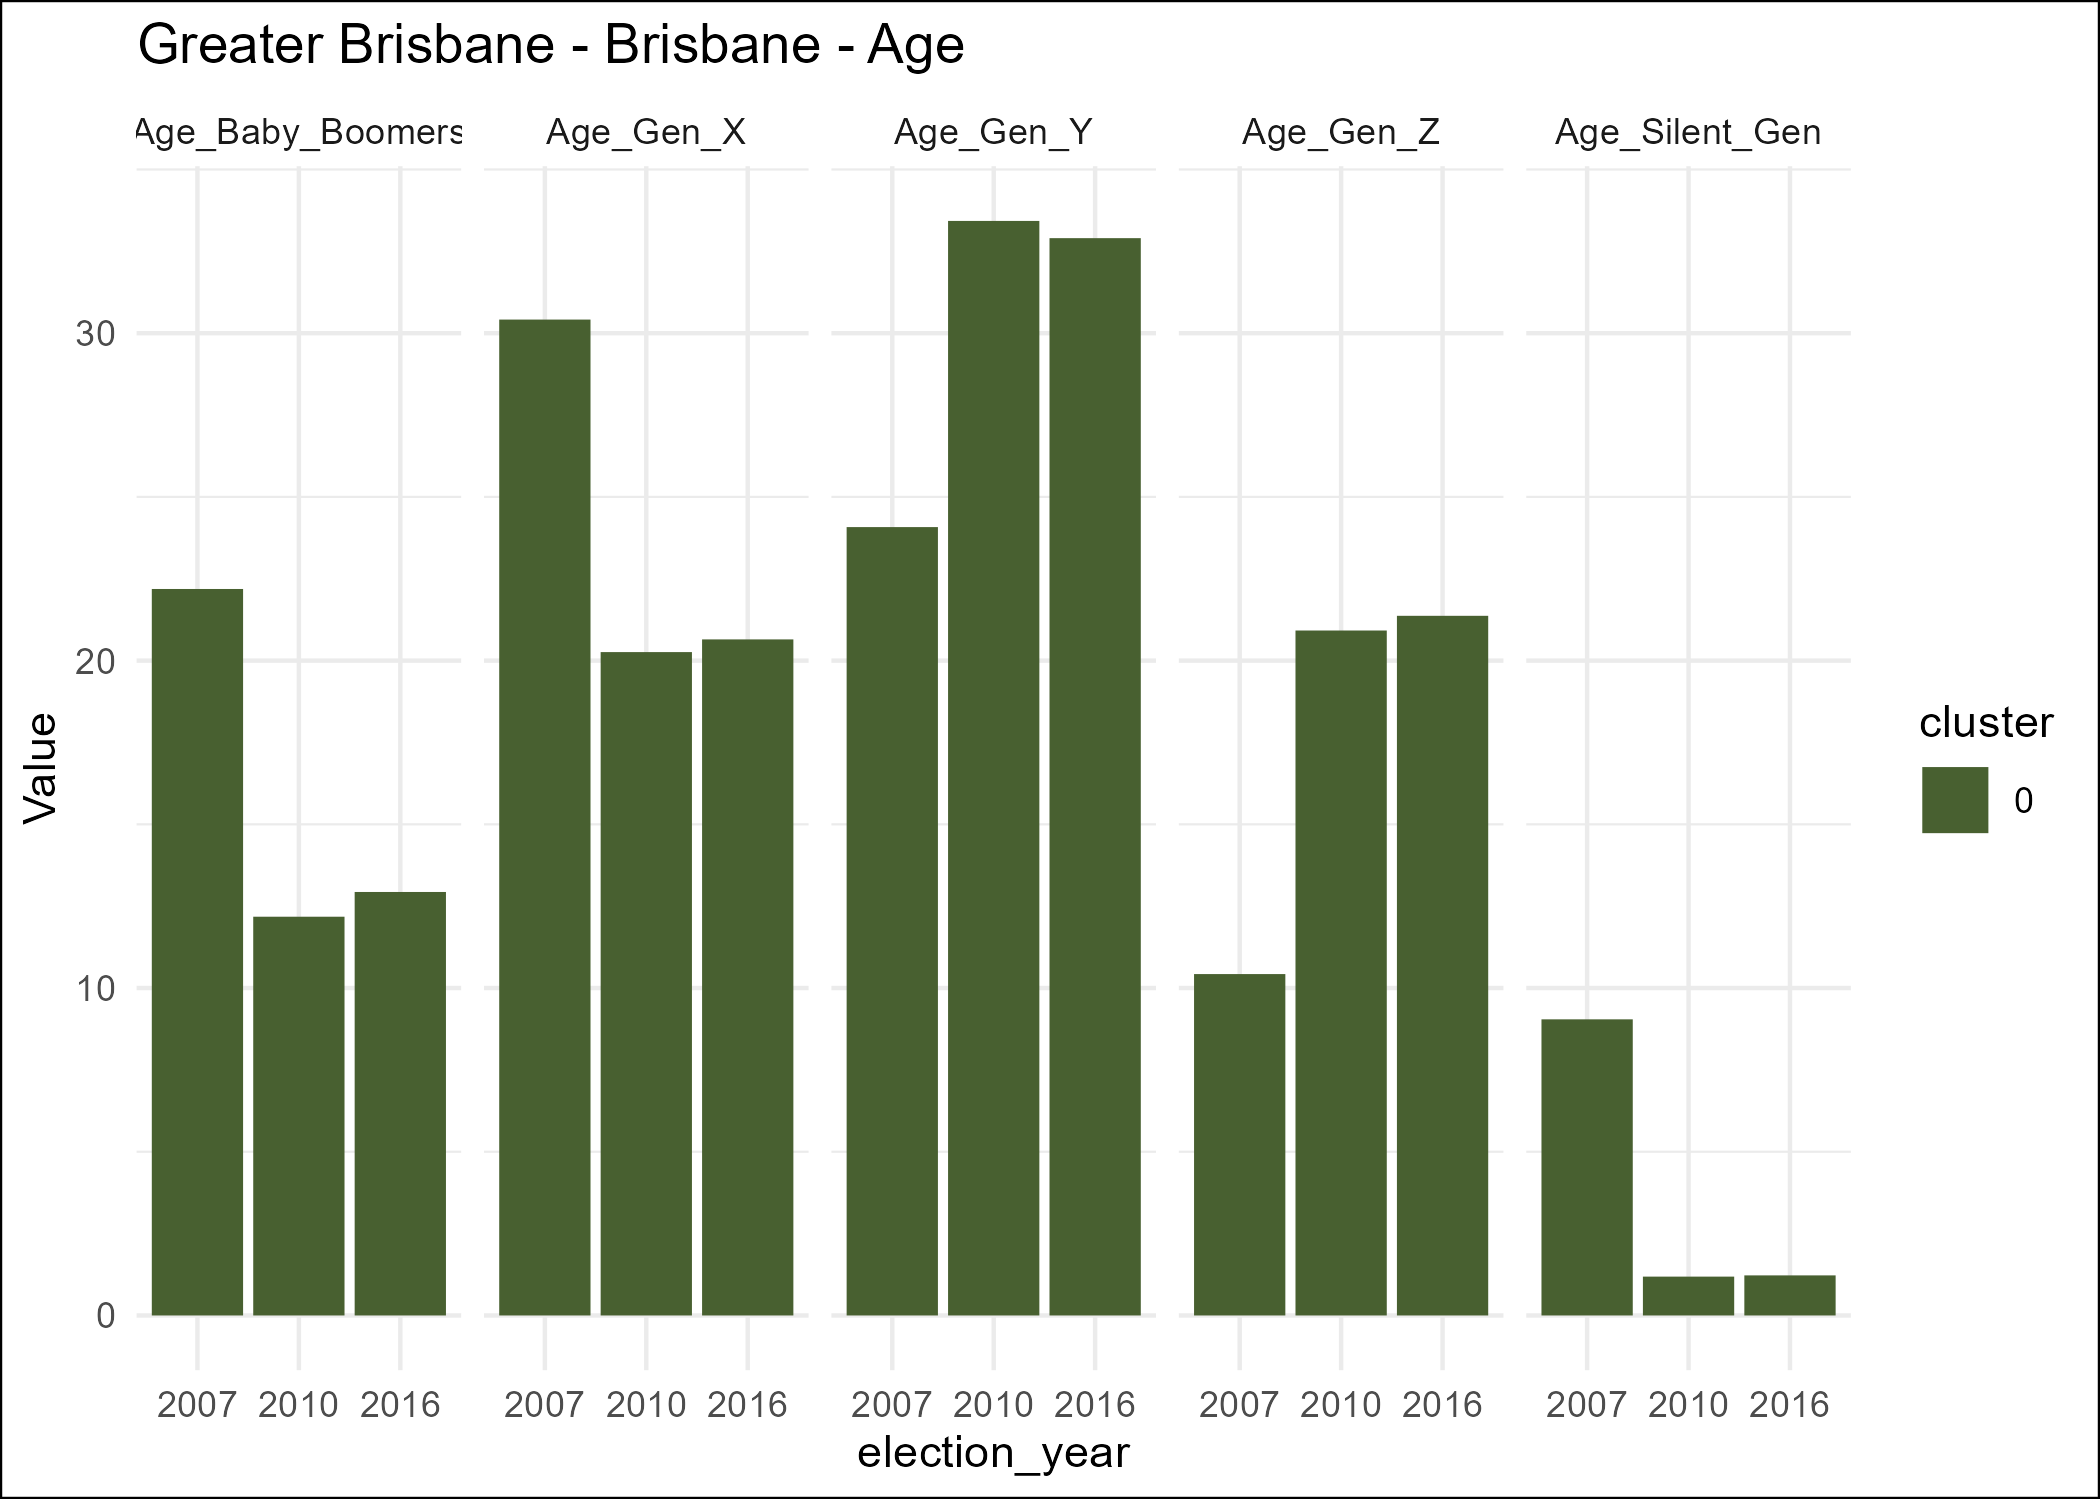 Greater Brisbane - Brisbane - Age
Age_Baby_Boomers Age_Gen_X Age_Gen_Y Age_Gen_Z Age_Silent_Gen
30
20
10
0
Value
2007 2010 2016 2007 2010 2016 2007 2010 2016 2007 2010 2016 2007 2010 2016
election_year
cluster
0